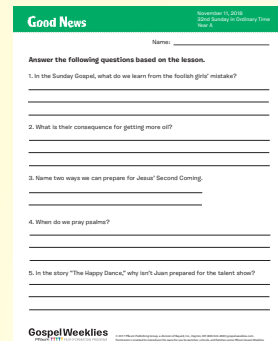 Good News
November 11, 2018
32nd Sunday in Ordinary Time
Year A
Name:
Answer the following questions based on the lesson.
1. In the Sunday Gospel, what do we learn from the foolish girls' mistake?
2. What is their consequence for getting more oil?
3. Name two ways we can prepare for Jesus' Second Coming.
4. When do we pray psalms?
5. In the story "The Happy Dance," why isn't Juan prepared for the talent show?
GospelWeeklies
Pflaum